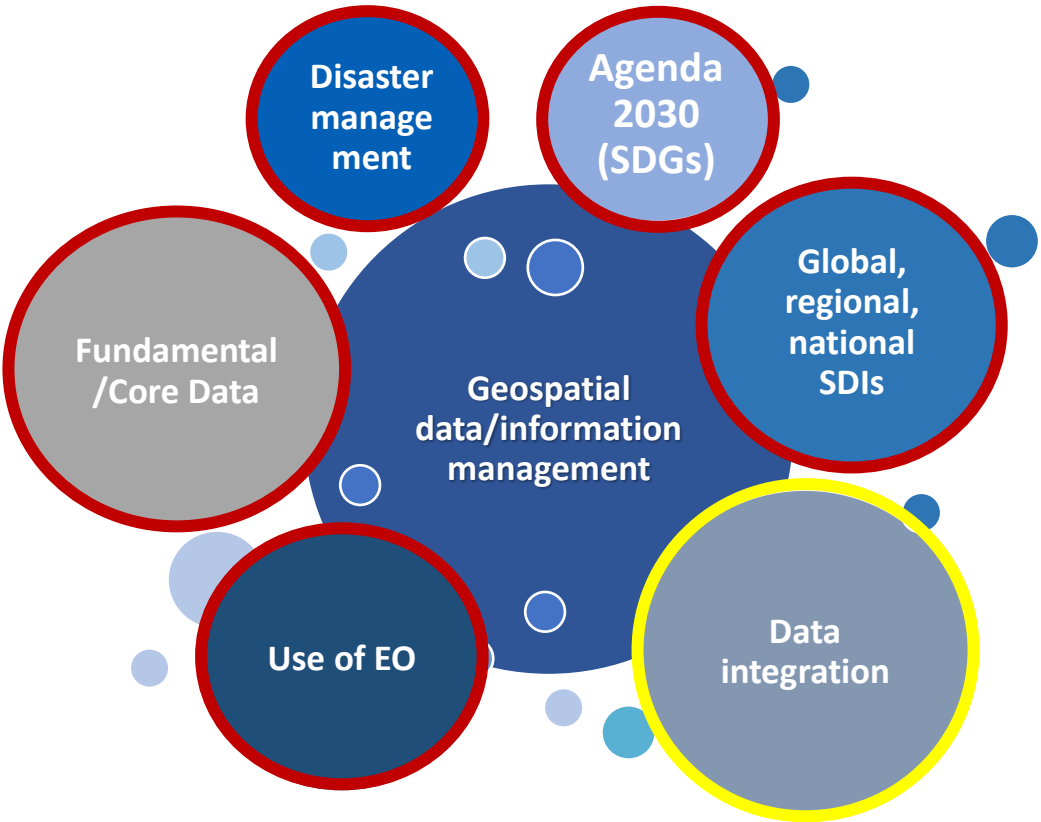 Disaster
manage
ment
Agenda
2030
(SDGs)
Global,
regional,
national
SDIs
Fundamental
/Core Data
Geospatial
data/information
management
Use of EO
Data
integration